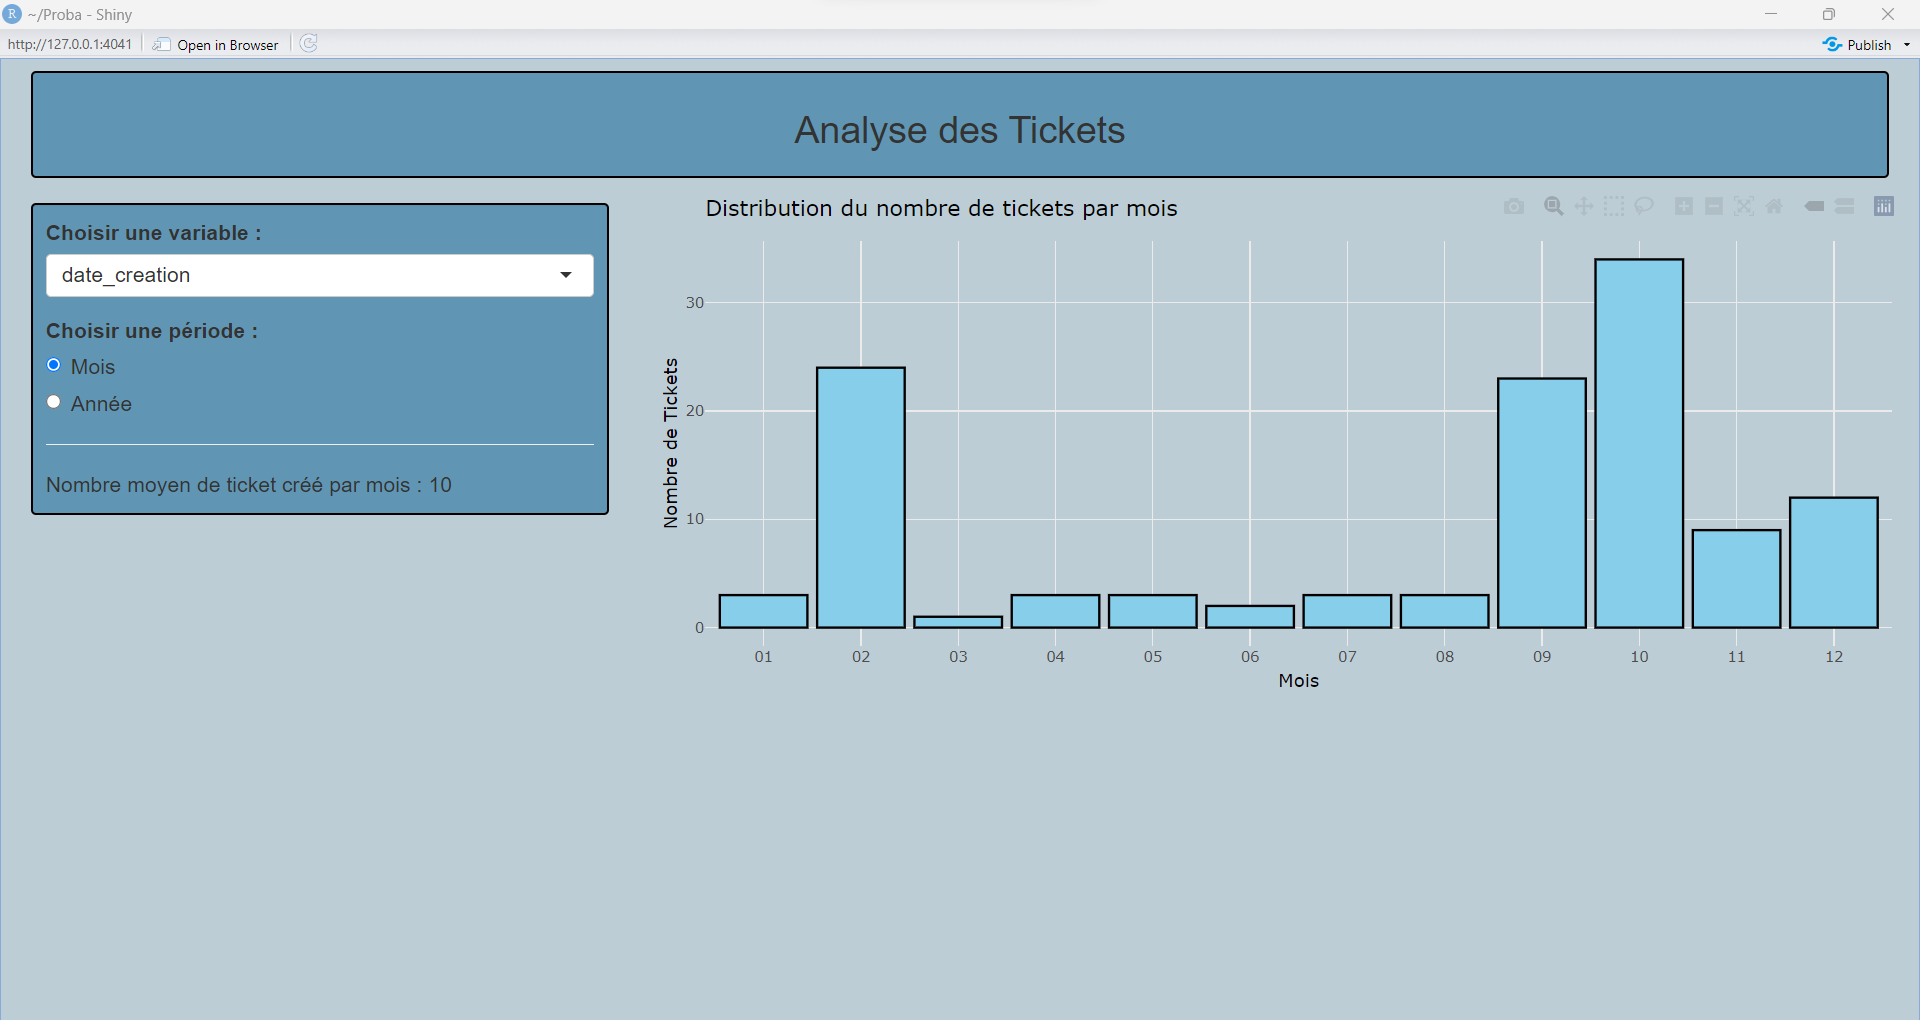 R ~/Proba - Shiny
http://127.0.0.1:4041 Open in Browser Publish
Analyse des Tickets
Choisir une variable :
date_creation
Choisir une période :
Mois
Année
Nombre moyen de ticket créé par mois : 10
Distribution du nombre de tickets par mois
Nombre de Tickets
30
20
10
0
01 02 03 04 05 06 07 08 09 10 11 12
Mois